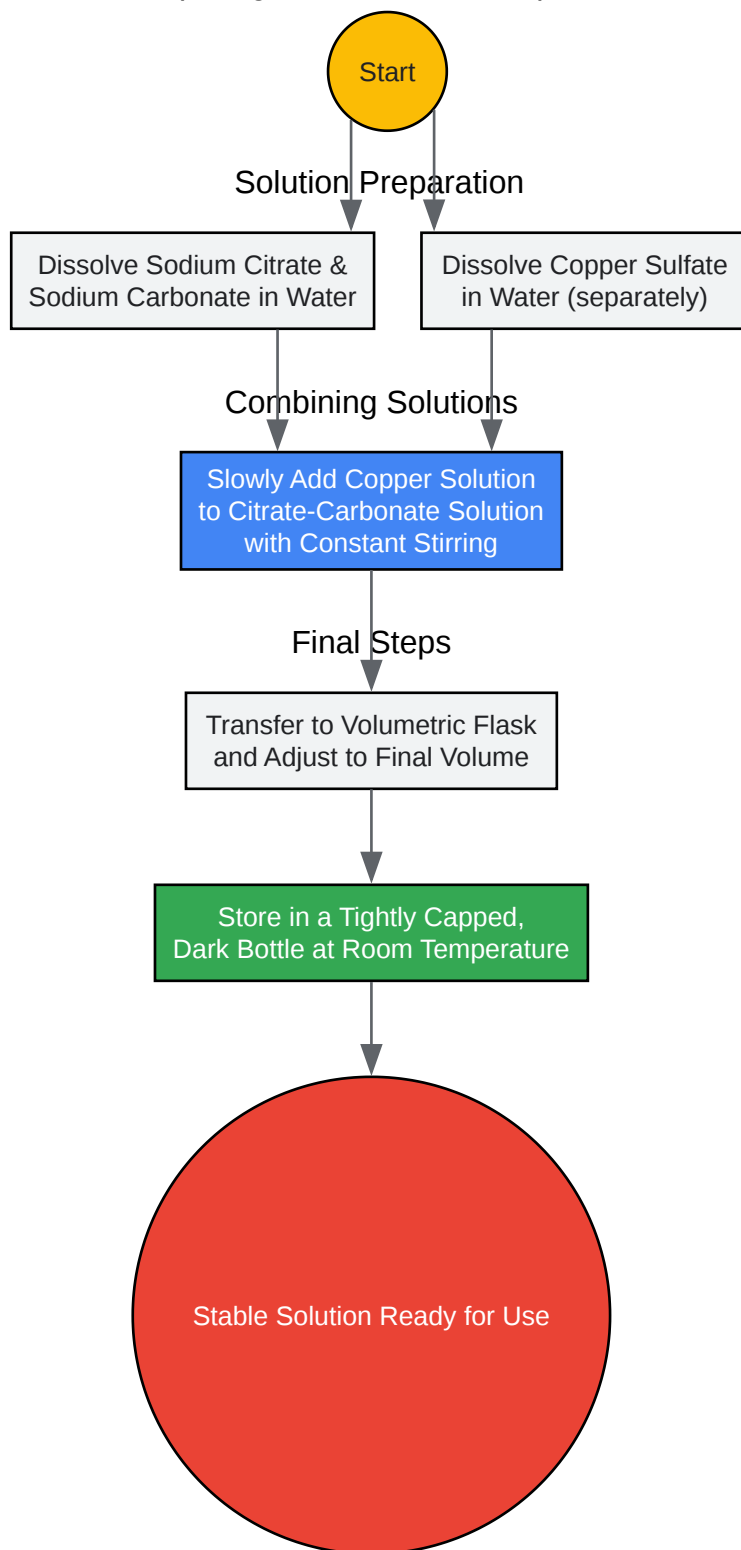 Start
Solution Preparation
Dissolve Sodium Citrate &
Sodium Carbonate in Water
Dissolve Copper Sulfate
in Water (separately)
Combining Solutions
Slowly Add Copper Solution
to Citrate-Carbonate Solution
with Constant Stirring
Final Steps
Transfer to Volumetric Flask
and Adjust to Final Volume
Store in a Tightly Capped,
Dark Bottle at Room Temperature
Stable Solution Ready for Use